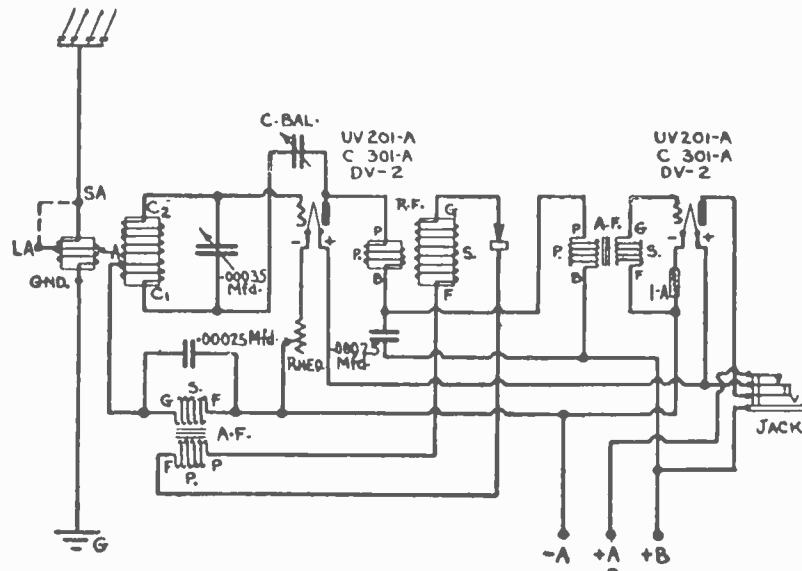 C. BAL.
UV 201-A
C 301-A
DV-2
UV 201-A
C 301-A
DV-2
SA
LA
GND.
A
C2
C1
.00035
Mfd.
-
+
RHEO.
P
P.
B
R.F.
G
S.
F
.00025
Mfd.
P
P.
B
A.F.
G
S.
F
-
+
1-A
.00025 Mfd.
S.
G
F
A.F.
F
P.
P
JACK
G
-A
+A
+B